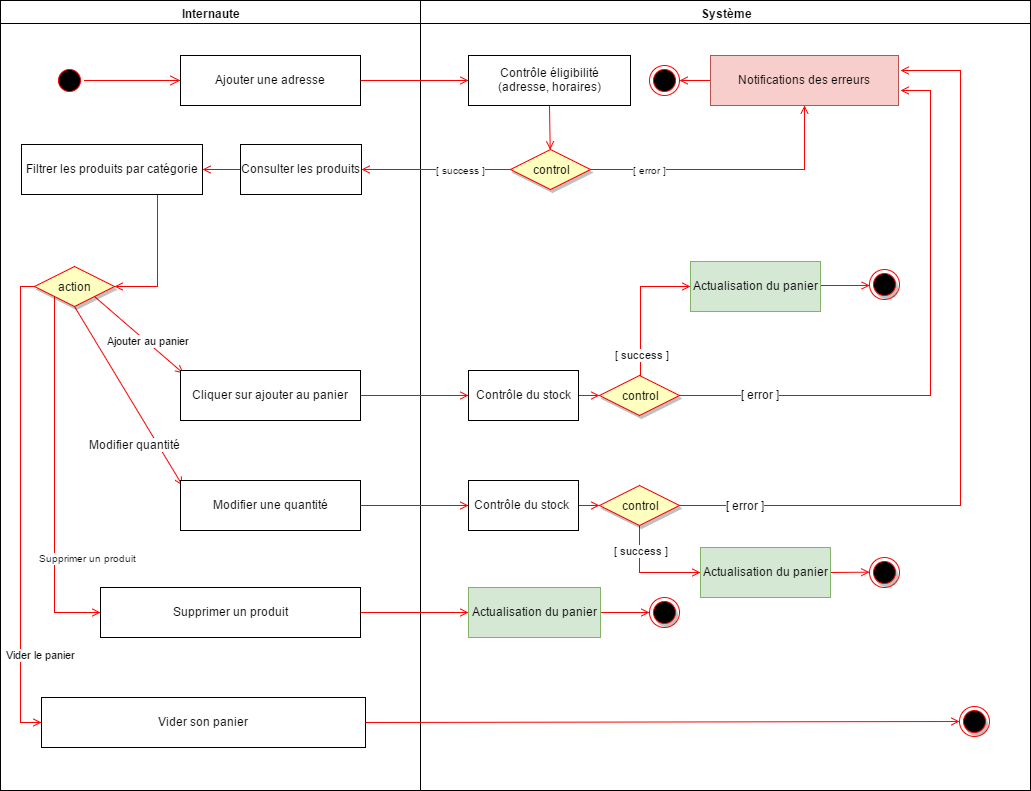 Internaute
Système
Ajouter une adresse
Contrôle éligibilité
(adresse, horaires)
Notifications des erreurs
Filtrer les produits par catégorie
Consulter les produits
[ success ]
control
[ error ]
action
Actualisation du panier
Ajouter au panier
[ success ]
Cliquer sur ajouter au panier
Contrôle du stock
control
[ error ]
Modifier quantité
Modifier une quantité
Contrôle du stock
control
[ error ]
[ success ]
Supprimer un produit
Actualisation du panier
Supprimer un produit
Actualisation du panier
Vider le panier
Vider son panier